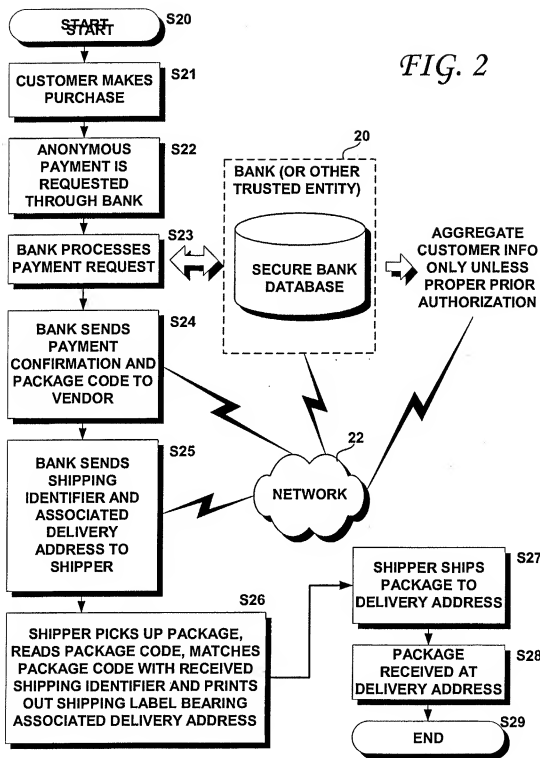 START
START
S20
FIG. 2
CUSTOMER MAKES
PURCHASE
S21
ANONYMOUS
PAYMENT IS
REQUESTED
THROUGH BANK
S22
BANK PROCESSES
PAYMENT REQUEST
S23
20
BANK (OR OTHER
TRUSTED ENTITY)
SECURE BANK
DATABASE
AGGREGATE
CUSTOMER INFO
ONLY UNLESS
PROPER PRIOR
AUTHORIZATION
BANK SENDS
PAYMENT
CONFIRMATION AND
PACKAGE CODE TO
VENDOR
S24
BANK SENDS
SHIPPING
IDENTIFIER AND
ASSOCIATED
DELIVERY
ADDRESS TO
SHIPPER
S25
22
NETWORK
S26
SHIPPER PICKS UP PACKAGE,
READS PACKAGE CODE, MATCHES
PACKAGE CODE WITH RECEIVED
SHIPPING IDENTIFIER AND PRINTS
OUT SHIPPING LABEL BEARING
ASSOCIATED DELIVERY ADDRESS
SHIPPER SHIPS
PACKAGE TO
DELIVERY ADDRESS
S27
PACKAGE
RECEIVED AT
DELIVERY ADDRESS
S28
END
S29